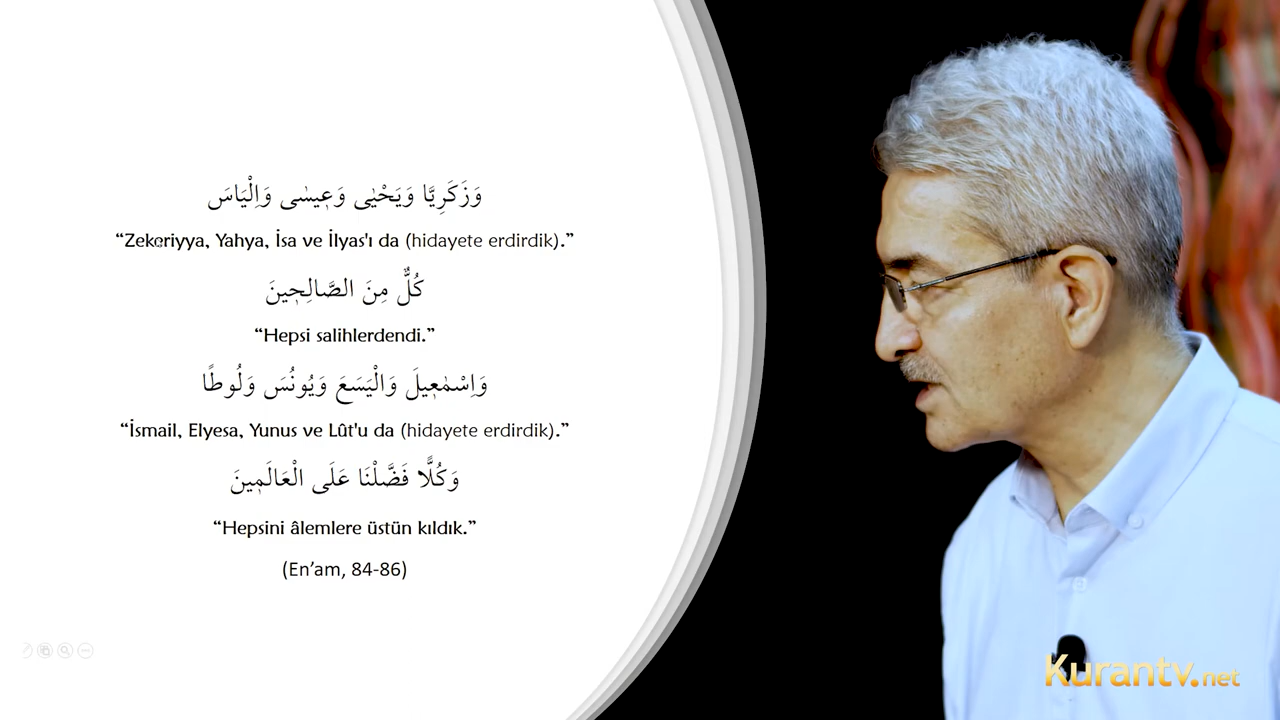 وَزَكَرِيَّا وَيَحْيٰى وَع۪يسٰى وَاِلْيَاسَ
“Zekeriyya, Yahya, İsa ve İlyas'ı da (hidayete erdirdik).”
كُلٌّ مِنَ الصَّالِح۪ينَ
“Hepsi salihlerdendi.”
وَاِسْمٰع۪يلَ وَالْيَسَعَ وَيُونُسَ وَلُوطًا
“İsmail, Elyesa, Yunus ve Lût'u da (hidayete erdirdik).”
وَكُلًّا فَضَّلْنَا عَلَى الْعَالَم۪ينَ
“Hepsini âlemlere üstün kıldık.”
(En’am, 84-86)
Kurantv.net